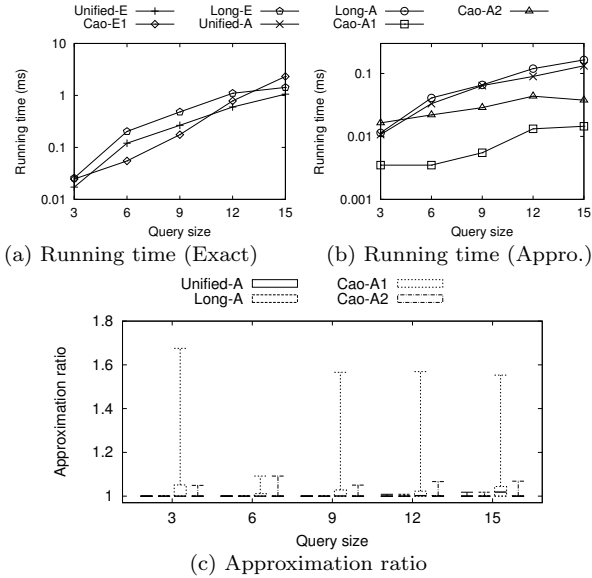 Unified-E Long-E
Cao-E1 Unified-A
Long-A Cao-A2
Cao-A1
10
1
0.1
0.01
3 6 9 12 15
Running time (ms)
Query size
0.1
0.01
0.001
3 6 9 12 15
Running time (ms)
Query size
(a) Running time (Exact)
(b) Running time (Appro.)
Unified-A Cao-A1
Long-A Cao-A2
1.8
1.6
1.4
1.2
1
3 6 9 12 15
Approximation ratio
Query size
(c) Approximation ratio